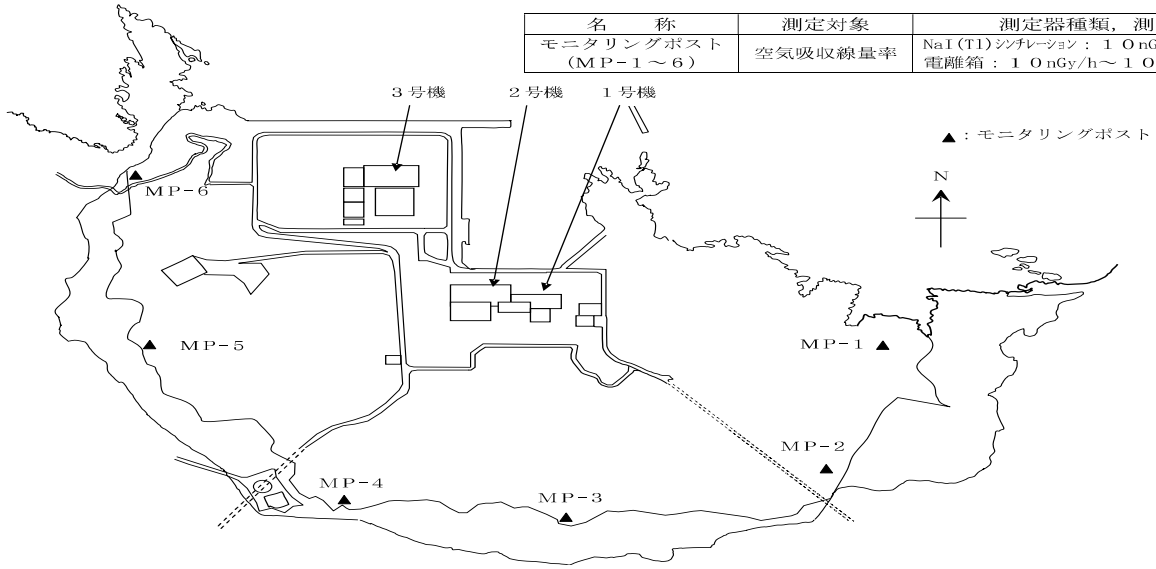 名　称 測定対象 測定器種類，測
モニタリングポスト
(MP-1～6)
空気吸収線量率
NaI(Tl)シンチレーション：１０nG
電離箱：１０nGy/h～１０
３号機 ２号機 １号機
▲：モニタリングポスト
N
MP-6
MP-5
MP-1
MP-2
MP-4
MP-3